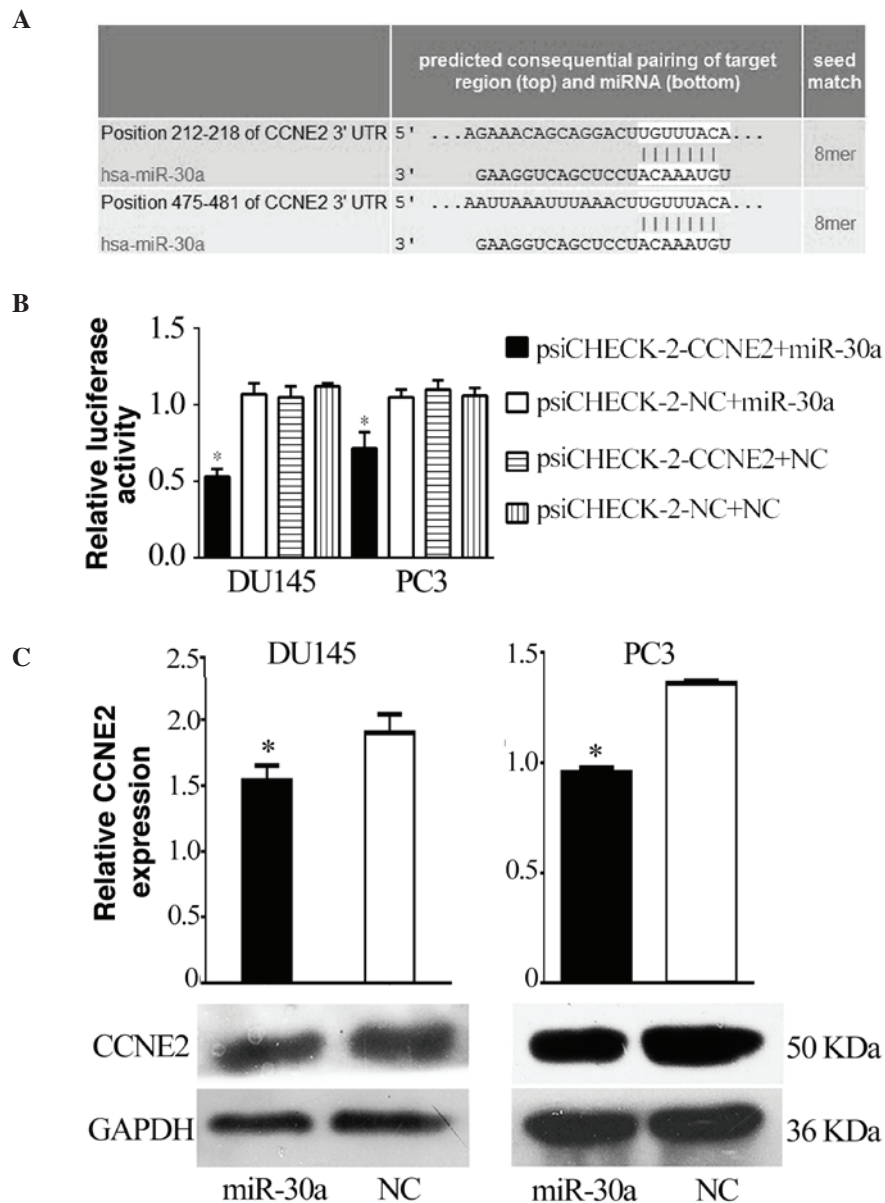 A
predicted consequential pairing of target
region (top) and miRNA (bottom)
seed
match
Position 212-218 of CCNE2 3' UTR 5' ...AGAAACAGCAGGACUUGUUUACA...
hsa-miR-30a 3' GAAGGUCAGCUCCUACAAAUGU
8mer
Position 475-481 of CCNE2 3' UTR 5' ...AAUUAAAUUUAAACUUGUUUACA...
hsa-miR-30a 3' GAAGGUCAGCUCCUACAAAUGU
8mer
B
Relative luciferase
activity
1.5
1.0
0.5
0.0
*
*
DU145
PC3
psiCHECK-2-CCNE2+miR-30a
psiCHECK-2-NC+miR-30a
psiCHECK-2-CCNE2+NC
psiCHECK-2-NC+NC
C
Relative CCNE2
expression
DU145
2.5
2.0
1.5
1.0
0.5
0
*
PC3
1.5
1.0
0.5
0
*
CCNE2
50 KDa
GAPDH
36 KDa
miR-30a NC
miR-30a NC